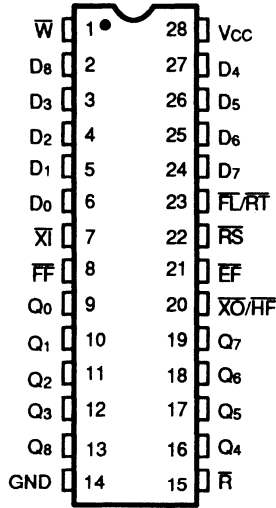 W̅ 1 28 VCC
D8 2 27 D4
D3 3 26 D5
D2 4 25 D6
D1 5 24 D7
D0 6 23 F̅L̅/R̅T̅
X̅I̅ 7 22 R̅S̅
F̅F̅ 8 21 E̅F̅
Q0 9 20 X̅O̅/H̅F̅
Q1 10 19 Q7
Q2 11 18 Q6
Q3 12 17 Q5
Q8 13 16 Q4
GND 14 15 R̅